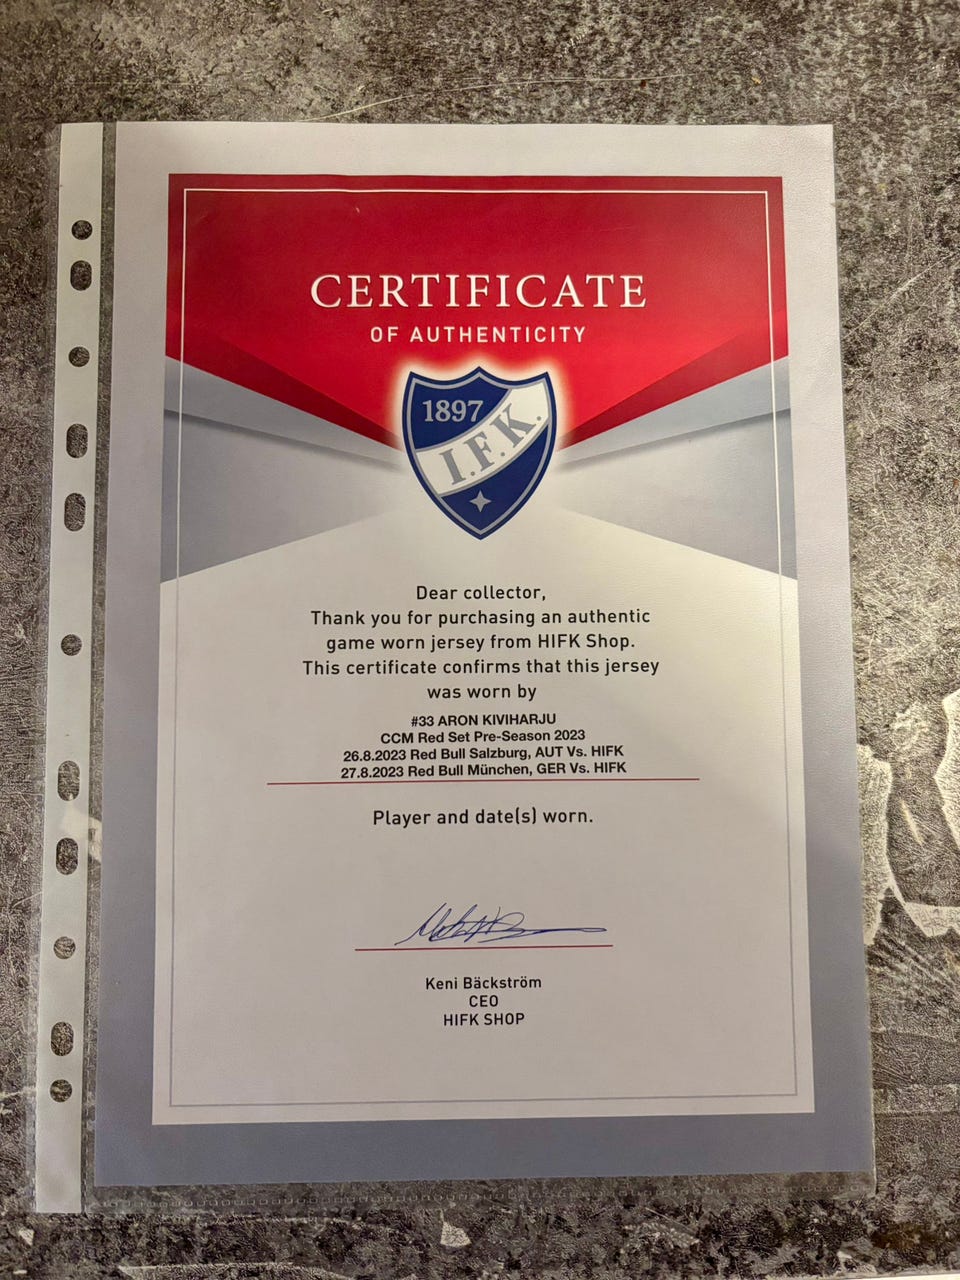 CERTIFICATE
OF AUTHENTICITY
1897
I.F.K.
Dear collector,
Thank you for purchasing an authentic
game worn jersey from HIFK Shop.
This certificate confirms that this jersey
was worn by
#33 ARON KIVIHARJU
CCM Red Set Pre-Season 2023
26.8.2023 Red Bull Salzburg, AUT Vs. HIFK
27.8.2023 Red Bull München, GER Vs. HIFK
Player and date(s) worn.
Keni Bäckström
CEO
HIFK SHOP